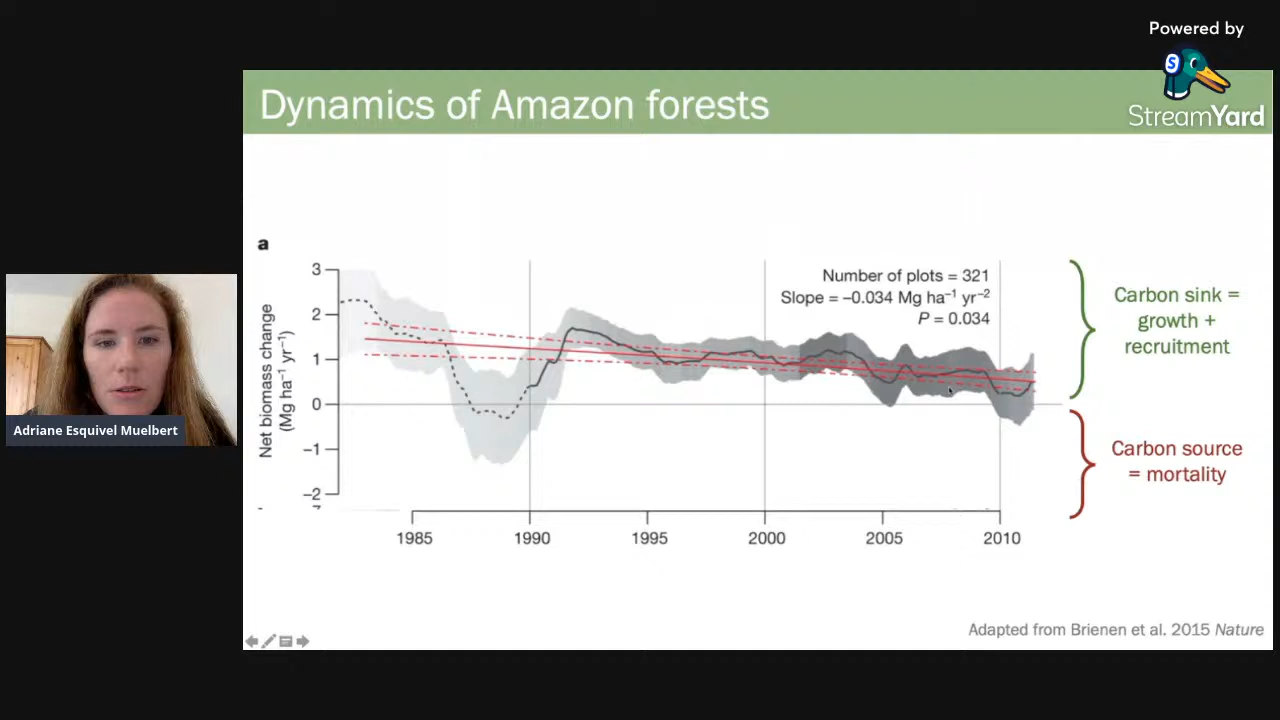 Powered by
StreamYard
Dynamics of Amazon forests
a
Number of plots = 321
Slope = –0.034 Mg ha⁻¹ yr⁻²
P = 0.034
Net biomass change
(Mg ha⁻¹ yr⁻¹)
3
2
1
0
–1
–2
1985
1990
1995
2000
2005
2010
Carbon sink =
growth +
recruitment
Carbon source
= mortality
Adriane Esquivel Muelbert
Adapted from Brienen et al. 2015 Nature